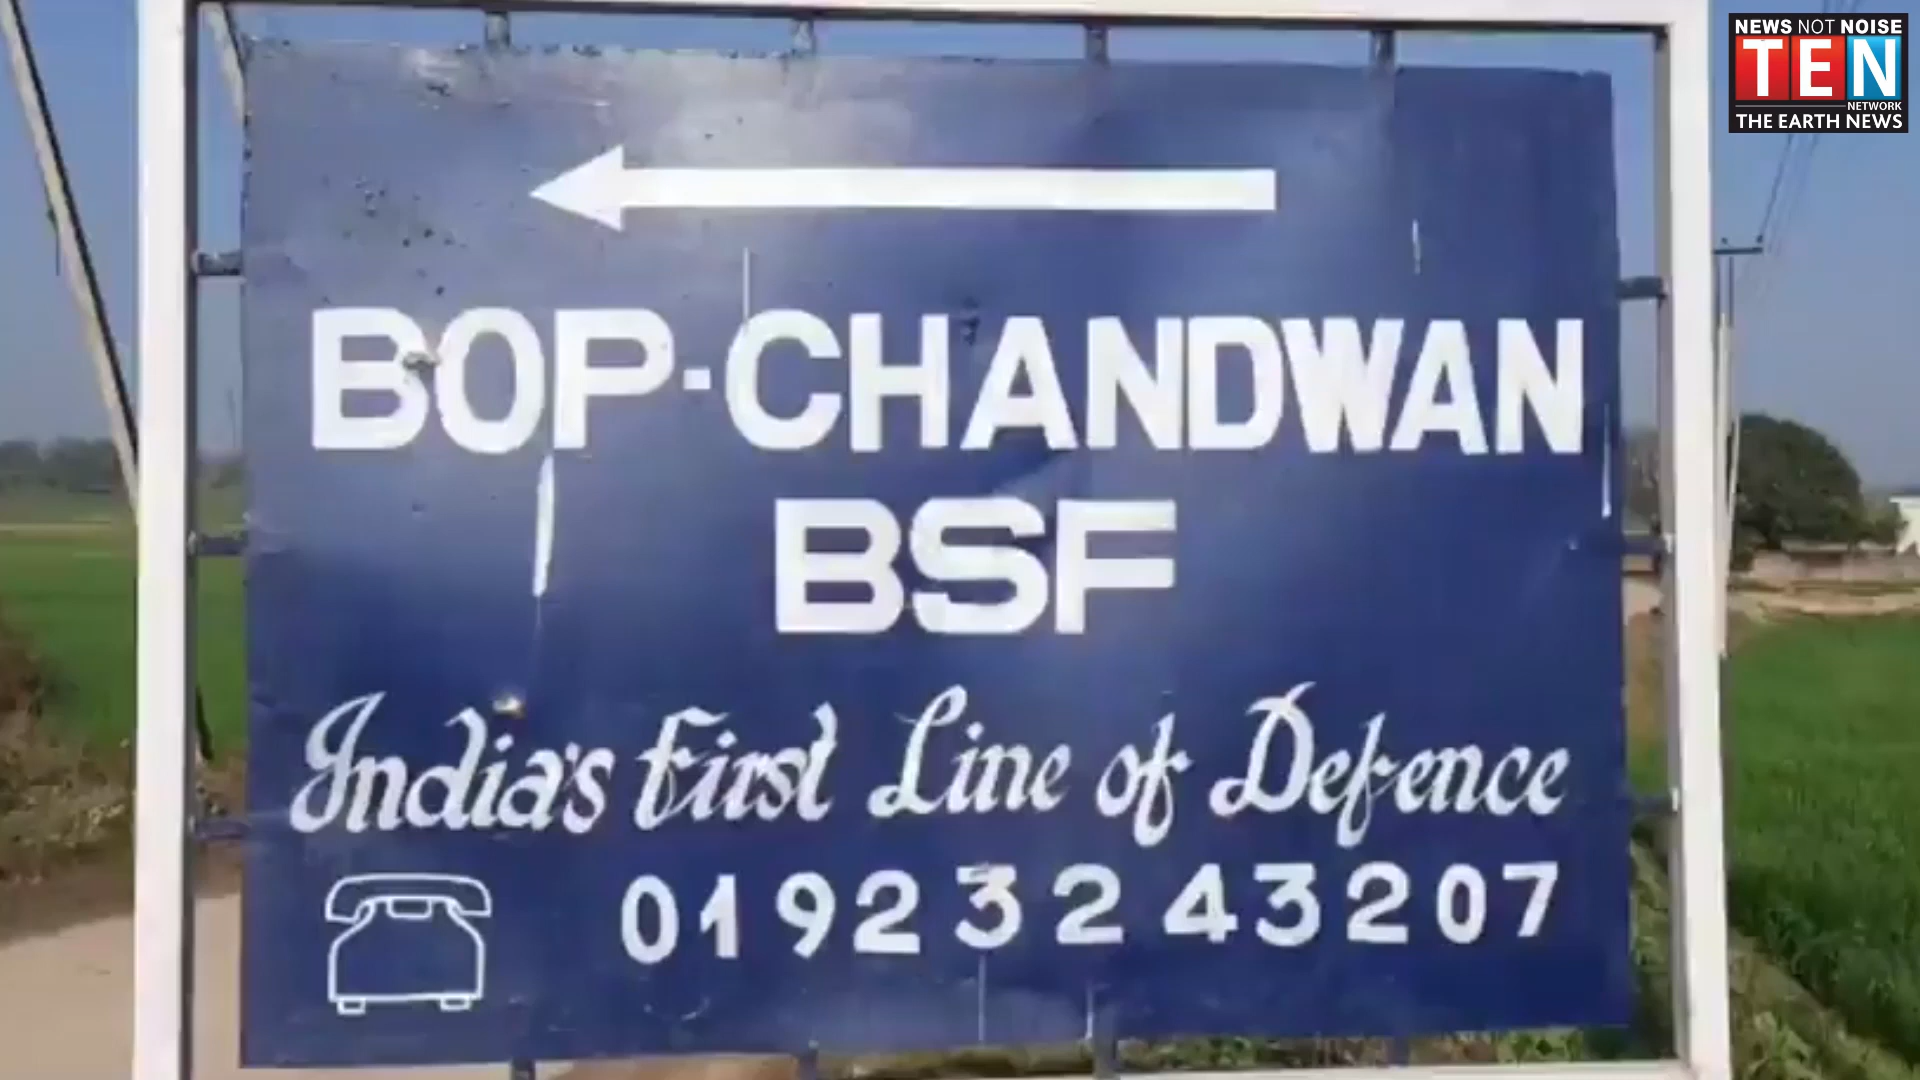 NEWS NOT NOISE
TEN
NETWORK
THE EARTH NEWS
BOP·CHANDWAN
BSF
India's First Line of Defence
01923243207